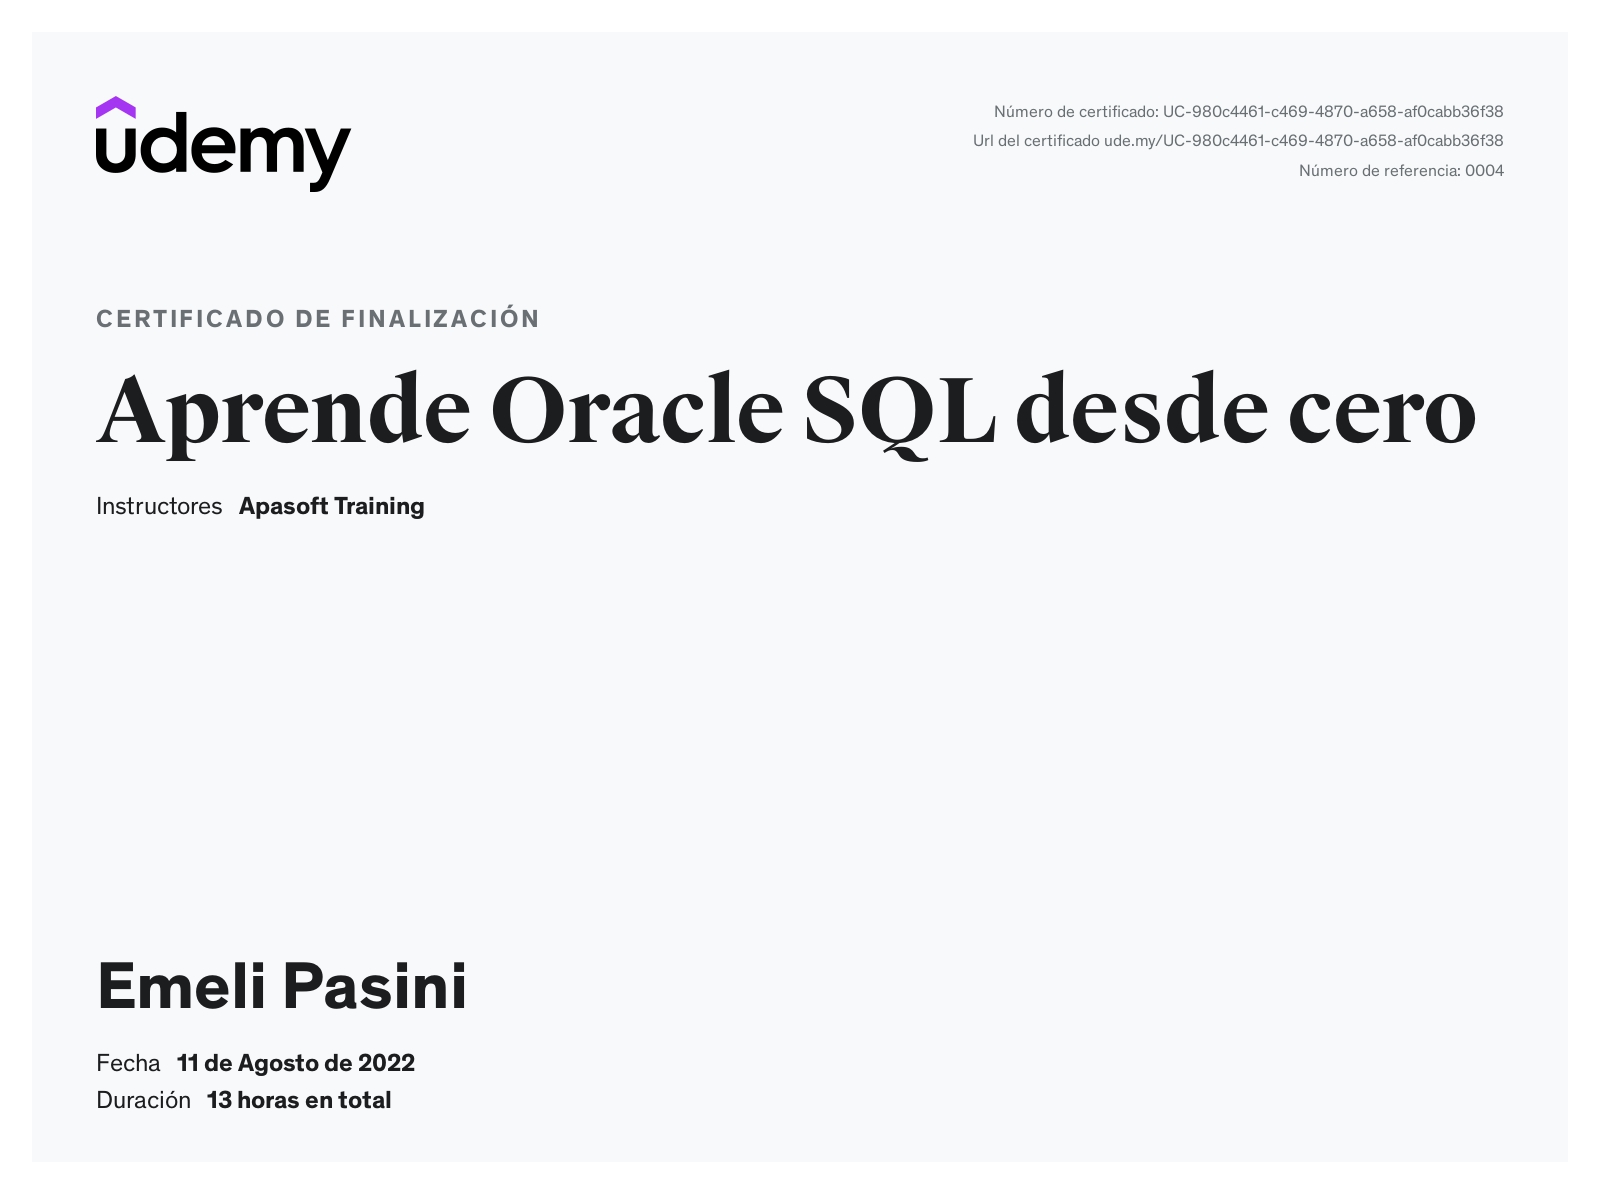 udemy
Número de certificado: UC-980c4461-c469-4870-a658-af0cabb36f38
Url del certificado ude.my/UC-980c4461-c469-4870-a658-af0cabb36f38
Número de referencia: 0004
CERTIFICADO DE FINALIZACIÓN
Aprende Oracle SQL desde cero
Instructores Apasoft Training
Emeli Pasini
Fecha 11 de Agosto de 2022
Duración 13 horas en total